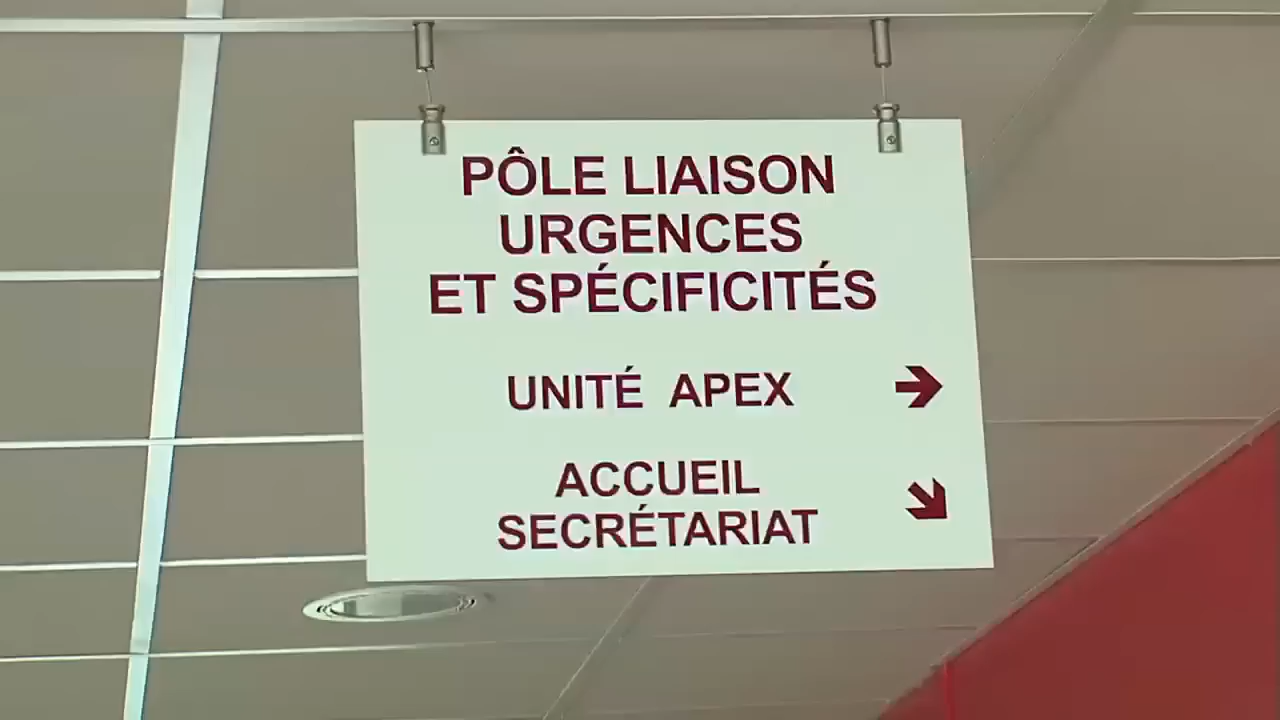 PÔLE LIAISON
URGENCES
ET SPÉCIFICITÉS
UNITÉ APEX
ACCUEIL
SECRÉTARIAT